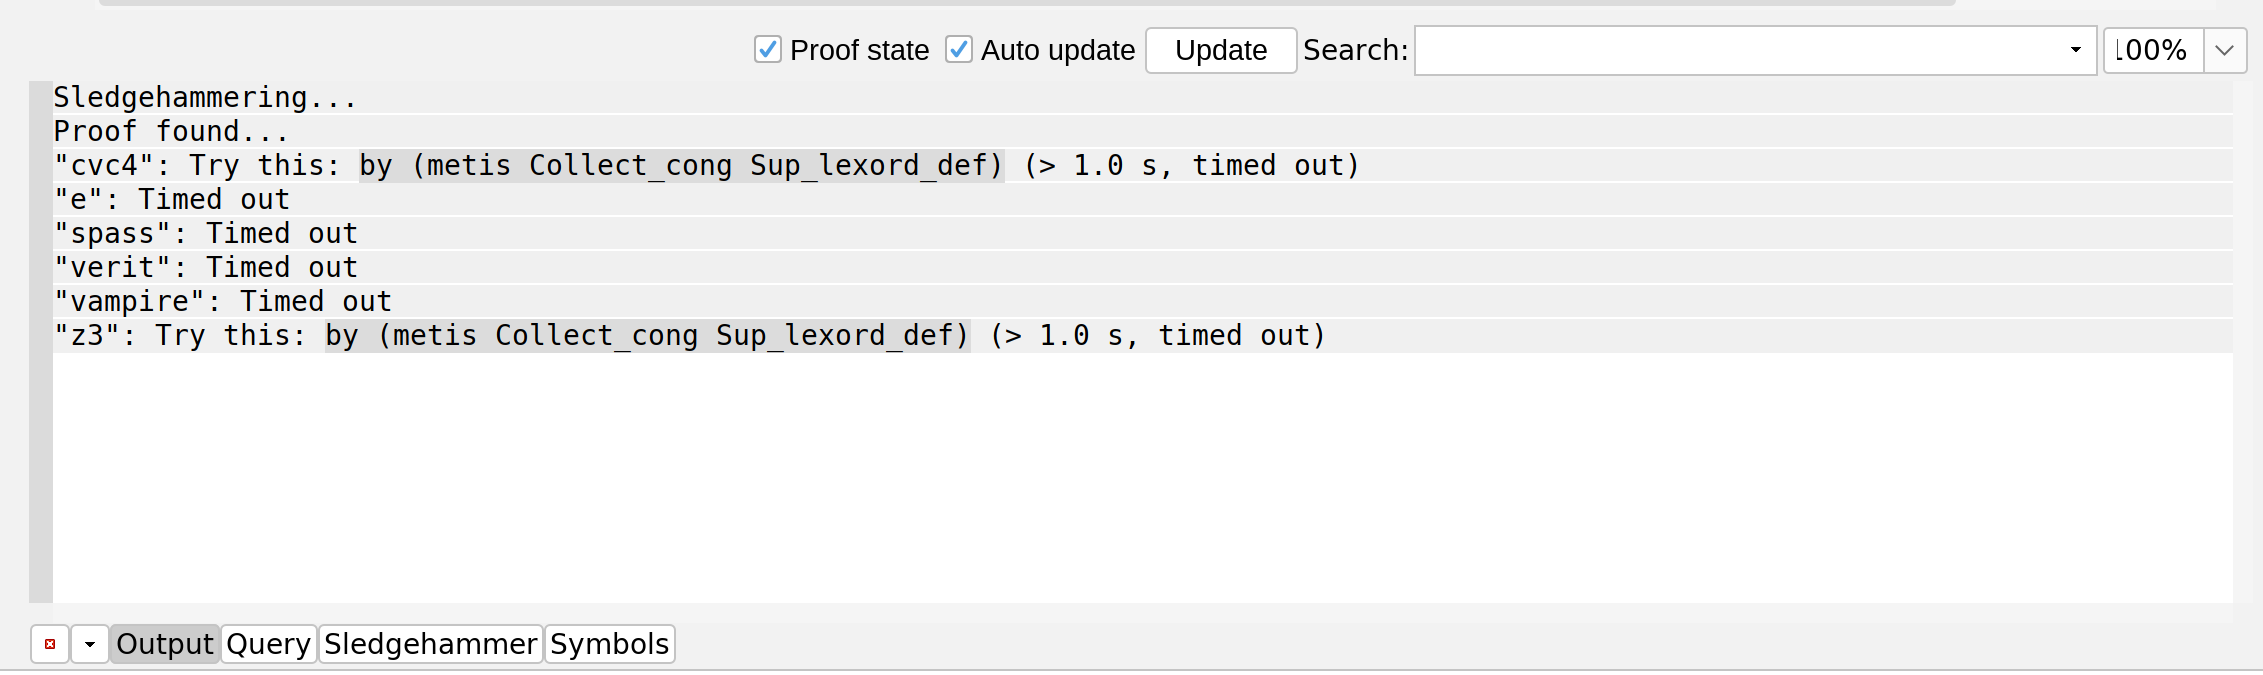 Proof state Auto update Update Search: 100%
Sledgehammering...
Proof found...
"cvc4": Try this: by (metis Collect_cong Sup_lexord_def) (> 1.0 s, timed out)
"e": Timed out
"spass": Timed out
"verit": Timed out
"vampire": Timed out
"z3": Try this: by (metis Collect_cong Sup_lexord_def) (> 1.0 s, timed out)
Output Query Sledgehammer Symbols